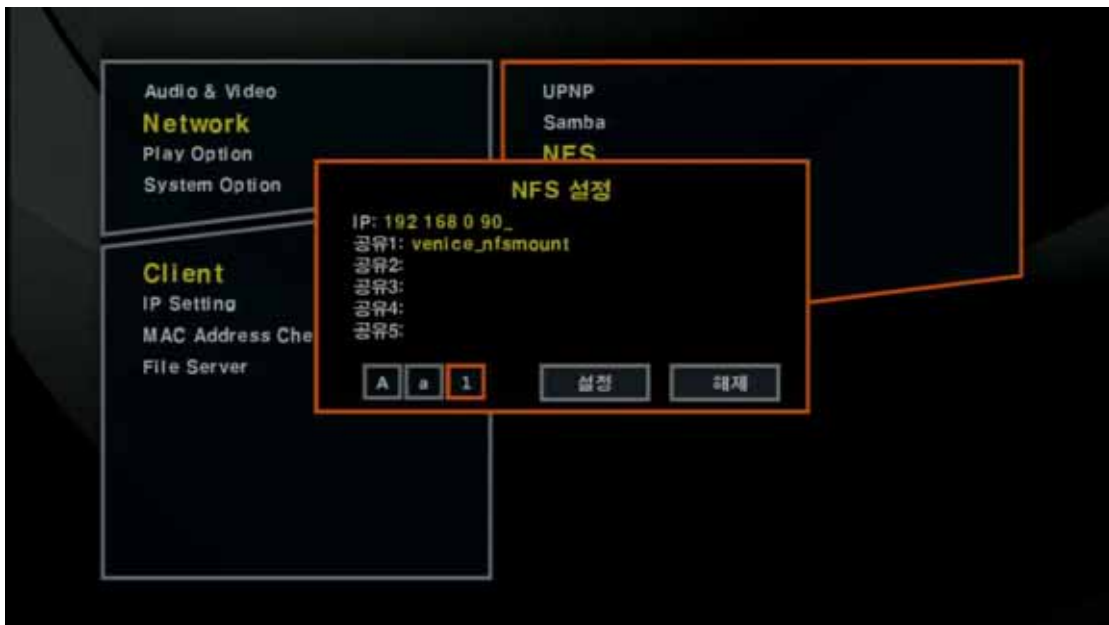 Audio & Video
Network
Play Option
System Option
UPNP
Samba
NFS
NFS 설정
IP: 192 168 0 90_
공유1: venice_nfsmount
공유2:
공유3:
공유4:
공유5:
A a 1 설정 해제
Client
IP Setting
MAC Address Che
File Server